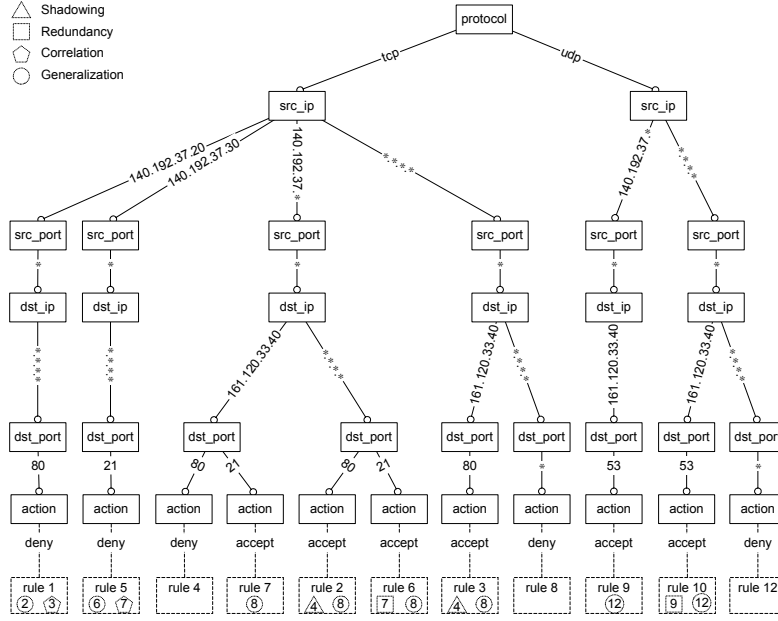 Shadowing
Redundancy
Correlation
Generalization
protocol
tcp
udp
src_ip
src_ip
140.192.37.20
140.192.37.30
140.192.37.*
*.*.*.*
140.192.37.*
*.*.*.*
src_port
src_port
src_port
src_port
src_port
src_port
* * * * * *
dst_ip
dst_ip
dst_ip
dst_ip
dst_ip
dst_ip
*.*.*.*
*.*.*.*
161.120.33.40
*.*.*.*
161.120.33.40
*.*.*.*
161.120.33.40
161.120.33.40
*.*.*.*
dst_port
dst_port
dst_port
dst_port
dst_port
dst_port
dst_port
dst_port
dst_port
80 21 80 21 80 21 80 * 53 53 *
action action action action action action action action action action action
deny deny deny accept accept accept accept deny accept accept deny
rule 1 rule 5 rule 4 rule 7 rule 2 rule 6 rule 3 rule 8 rule 9 rule 10 rule 12
2 3 6 7 8 4 8 7 8 4 8 12 9 12